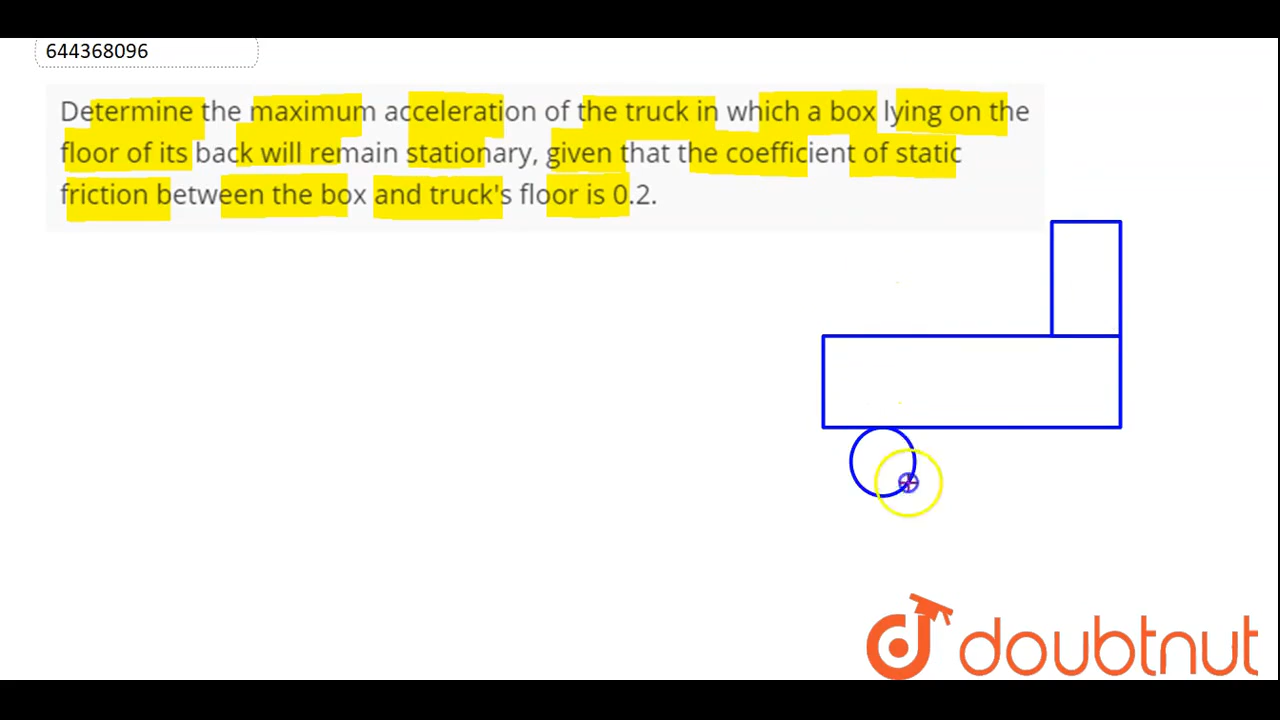 644368096
Determine the maximum acceleration of the truck in which a box lying on the
floor of its back will remain stationary, given that the coefficient of static
friction between the box and truck's floor is 0.2.
doubtnut